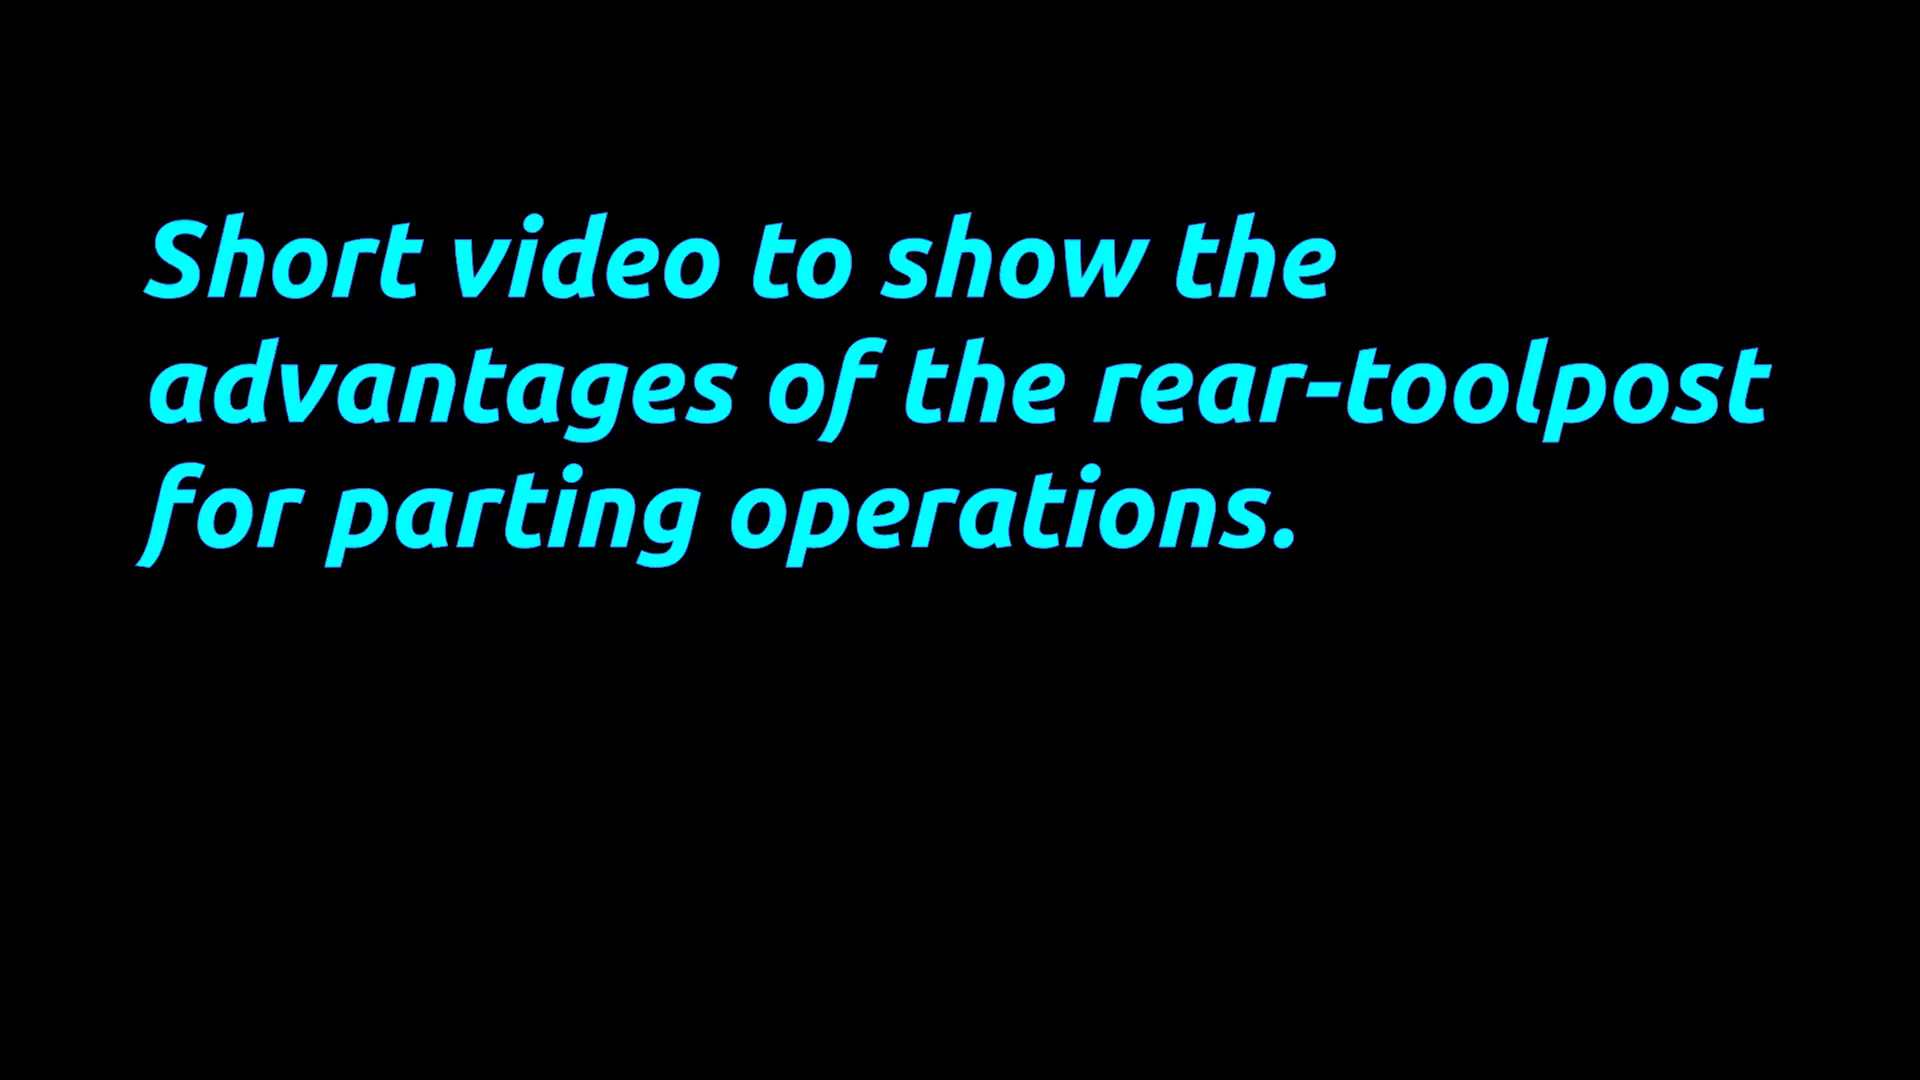 Short video to show the
advantages of the rear-toolpost
for parting operations.